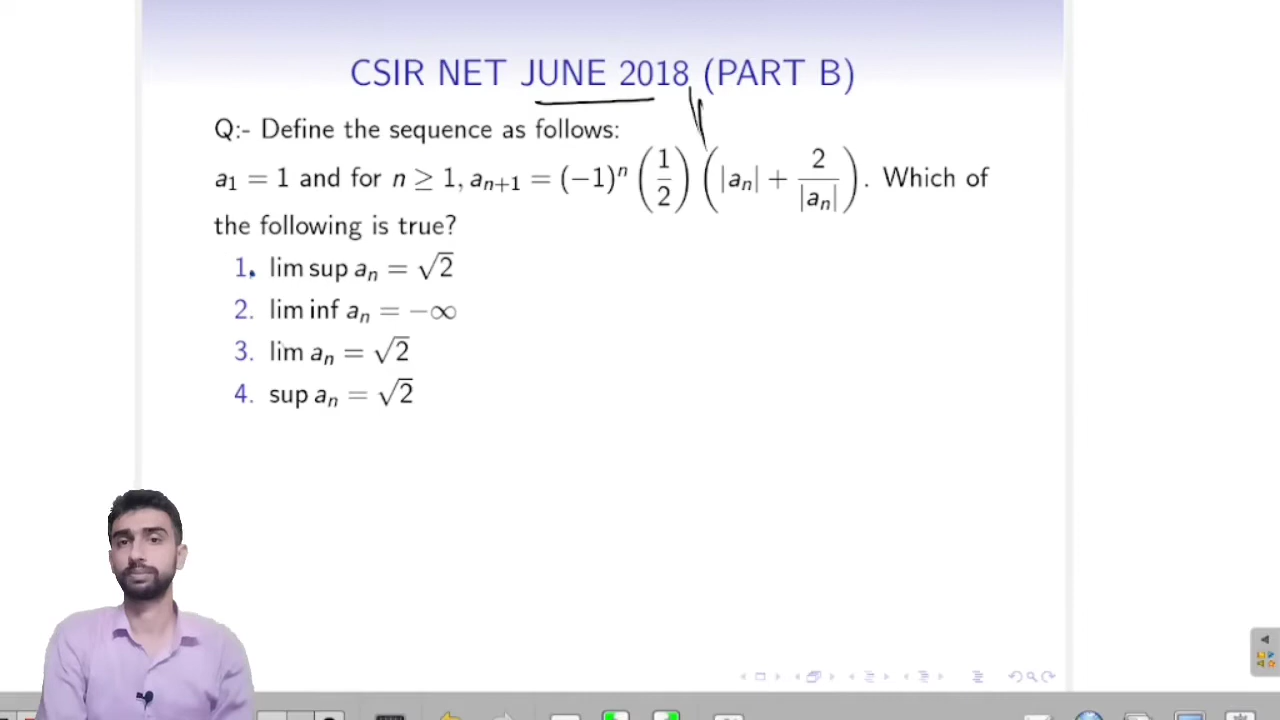 CSIR NET JUNE 2018 (PART B)
Q:- Define the sequence as follows:
a₁ = 1 and for n ≥ 1, aₙ₊₁ = (−1)ⁿ (1/2) (|aₙ| + 2/|aₙ|). Which of
the following is true?
1. lim sup aₙ = √2
2. lim inf aₙ = −∞
3. lim aₙ = √2
4. sup aₙ = √2